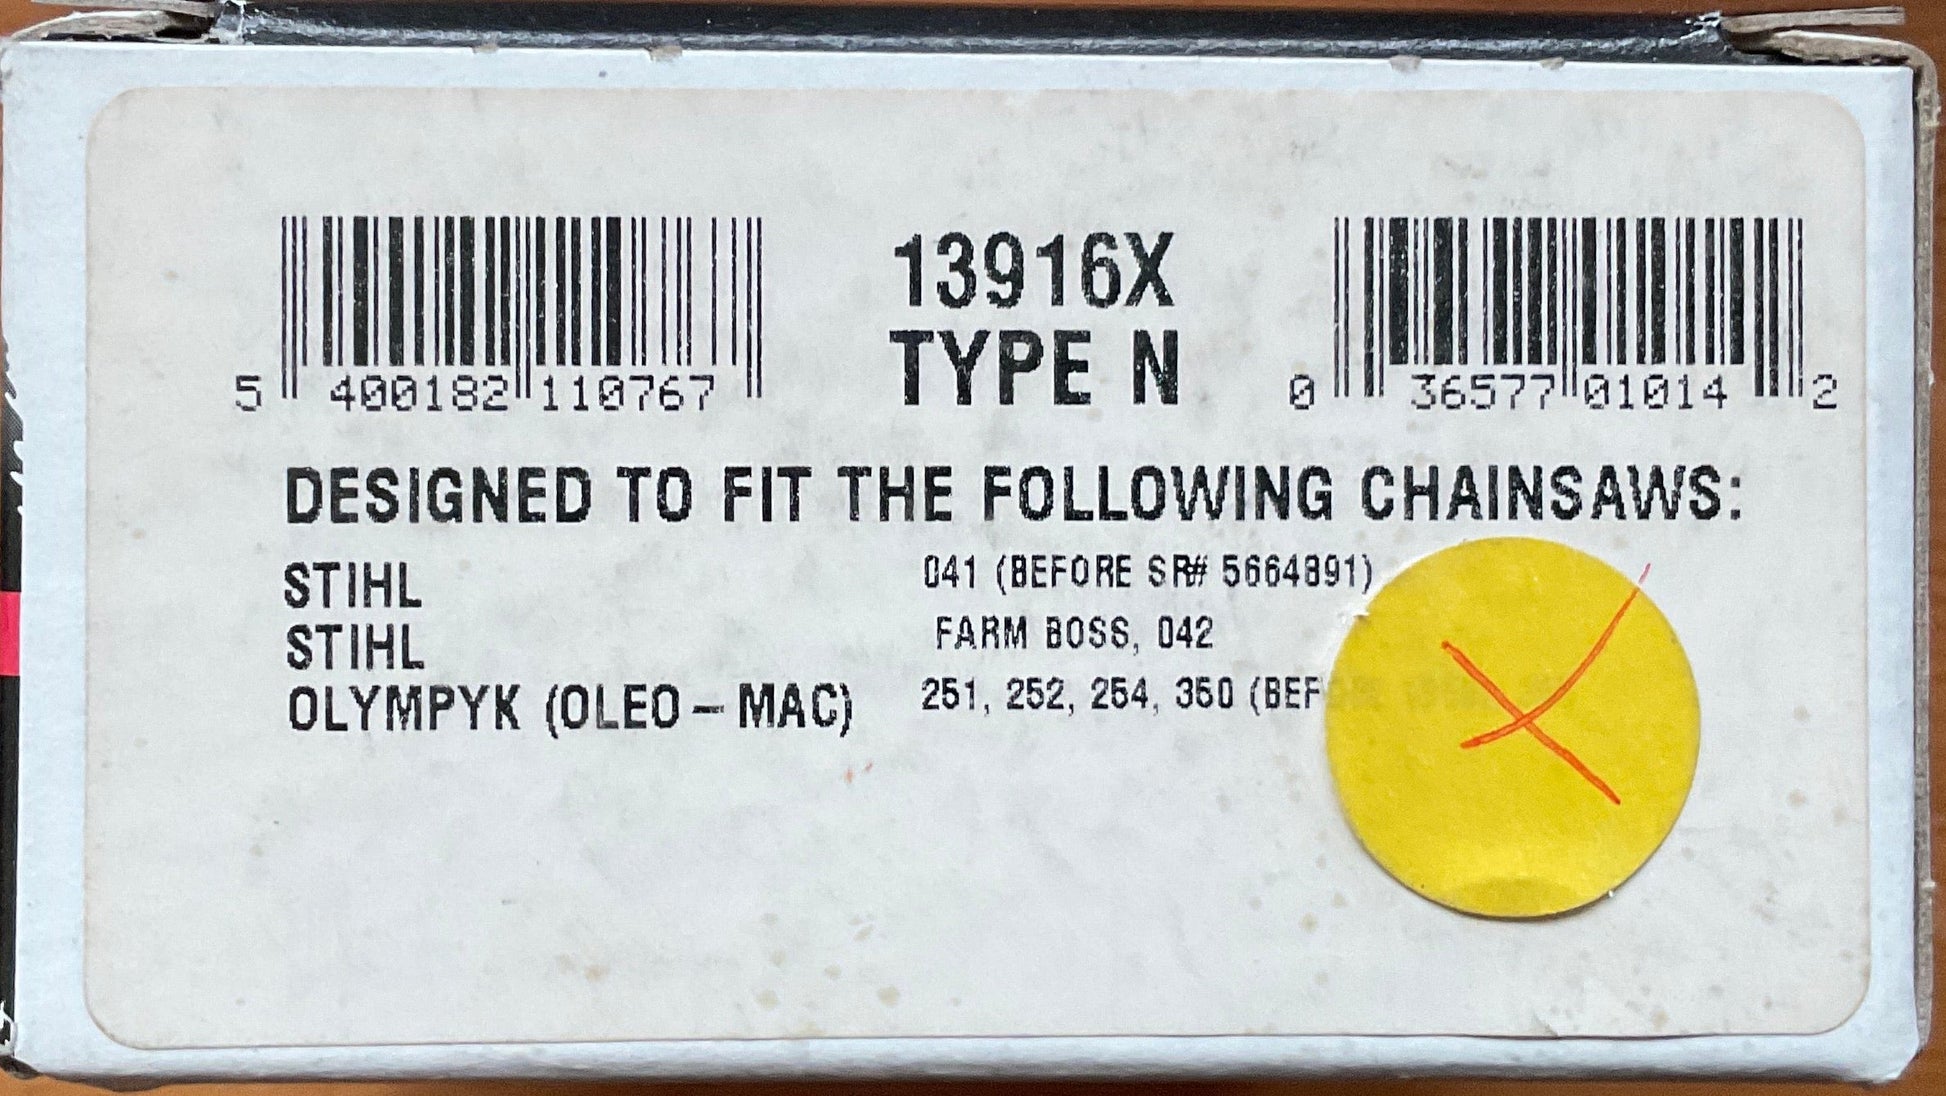 13916X
TYPE N
5 400182 110767
0 36577 01014 2
DESIGNED TO FIT THE FOLLOWING CHAINSAWS:
STIHL 041 (BEFORE SR# 5664891)
STIHL FARM BOSS, 042
OLYMPYK (OLEO - MAC) 251, 252, 254, 350 (BEF